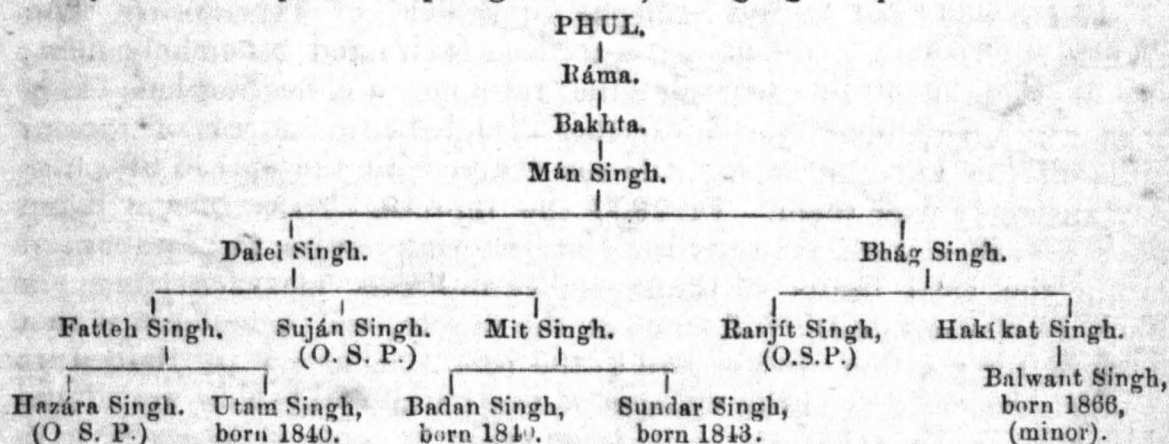 PHUL.
Ráma.
Bakhta.
Mán Singh.
Dalei Singh. Bhág Singh.
Fatteh Singh. Suján Singh. Mit Singh. Ranjít Singh, Hakíkat Singh.
(O. S. P.) (O.S.P.)
Balwant Singh,
Hazára Singh. Utam Singh, Badan Singh, Sundar Singh, born 1866,
(O S. P.) born 1840. born 1840. born 1843. (minor).